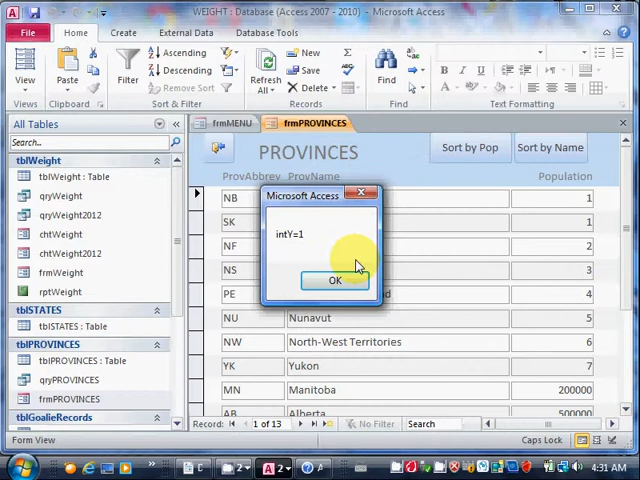 WEIGHT : Database (Access 2007 - 2010) - Microsoft Access
File Home Create External Data Database Tools
View Paste Filter Ascending Descending Remove Sort Refresh All New Save Delete Find
Views Clipboard Sort & Filter Records Find Text Formatting
All Tables
Search...
tblWeight
tblWeight : Table
qryWeight
qryWeight2012
chtWeight
chtWeight2012
frmWeight
rptWeight
tblSTATES
tblSTATES : Table
tblPROVINCES
tblPROVINCES : Table
qryPROVINCES
frmPROVINCES
tblGoalieRecords
frmMENU frmPROVINCES
PROVINCES Sort by Pop Sort by Name
ProvAbbrev ProvName Population
NB 1
SK 1
NF 2
NS 3
PE 4
NU Nunavut 5
NW North-West Territories 6
YK Yukon 7
MN Manitoba 200000
AB Alberta 500000
Microsoft Access
intY=1
OK
Record: 1 of 13 No Filter Search
Form View Caps Lock
C 2 2 A 4:31 AM